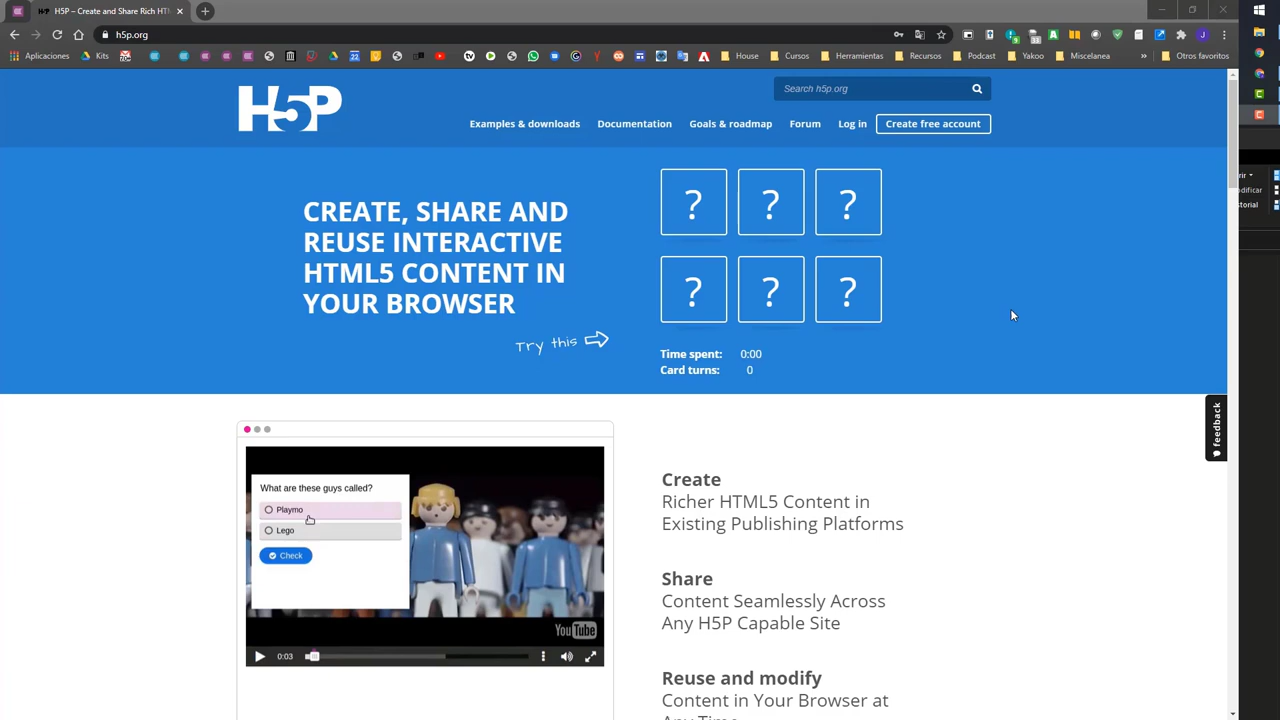 H5P – Create and Share Rich HT
h5p.org
Aplicaciones
Kits
House
Cursos
Herramientas
Recursos
Podcast
Yakoo
Miscelanea
»
Otros favoritos
H5P
Search h5p.org
Examples & downloads
Documentation
Goals & roadmap
Forum
Log in
Create free account
CREATE, SHARE AND
REUSE INTERACTIVE
HTML5 CONTENT IN
YOUR BROWSER
Try this
? ? ?
? ? ?
Time spent: 0:00
Card turns: 0
feedback
What are these guys called?
Playmo
Lego
Check
YouTube
0:03
Create
Richer HTML5 Content in
Existing Publishing Platforms
Share
Content Seamlessly Across
Any H5P Capable Site
Reuse and modify
Content in Your Browser at
Any Time